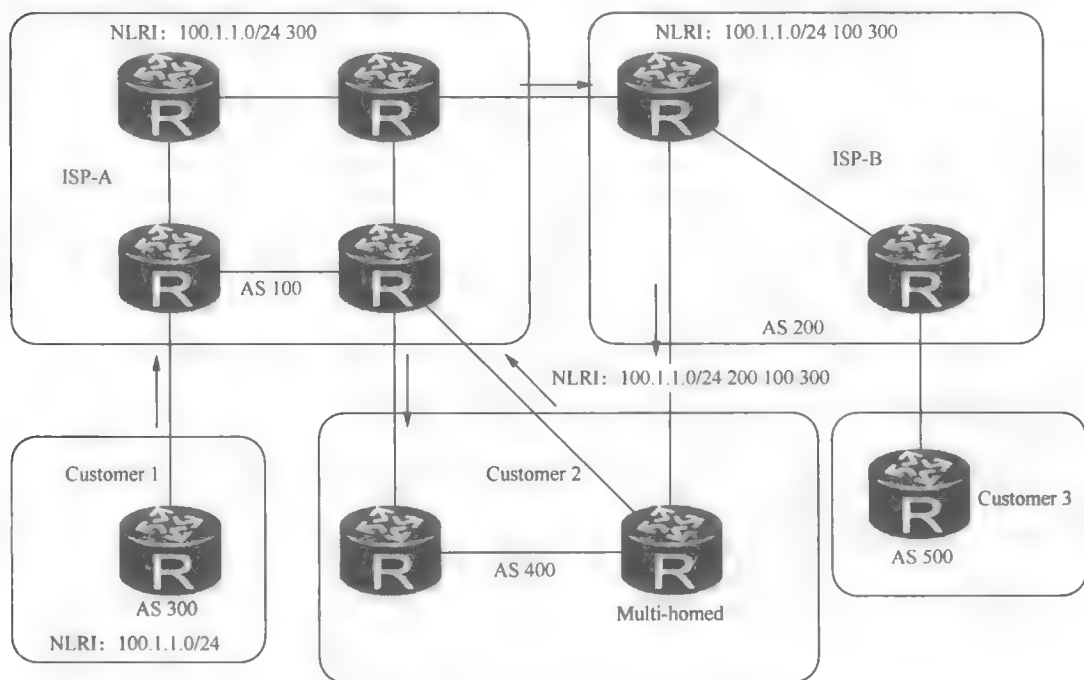 NLRI： 100.1.1.0/24 300
NLRI： 100.1.1.0/24 100 300
R
R
R
ISP-A
ISP-B
R
R
R
AS 100
AS 200
NLRI： 100.1.1.0/24 200 100 300
Customer 1
Customer 2
Customer 3
R
R
R
R
AS 300
AS 400
AS 500
Multi-homed
NLRI： 100.1.1.0/24